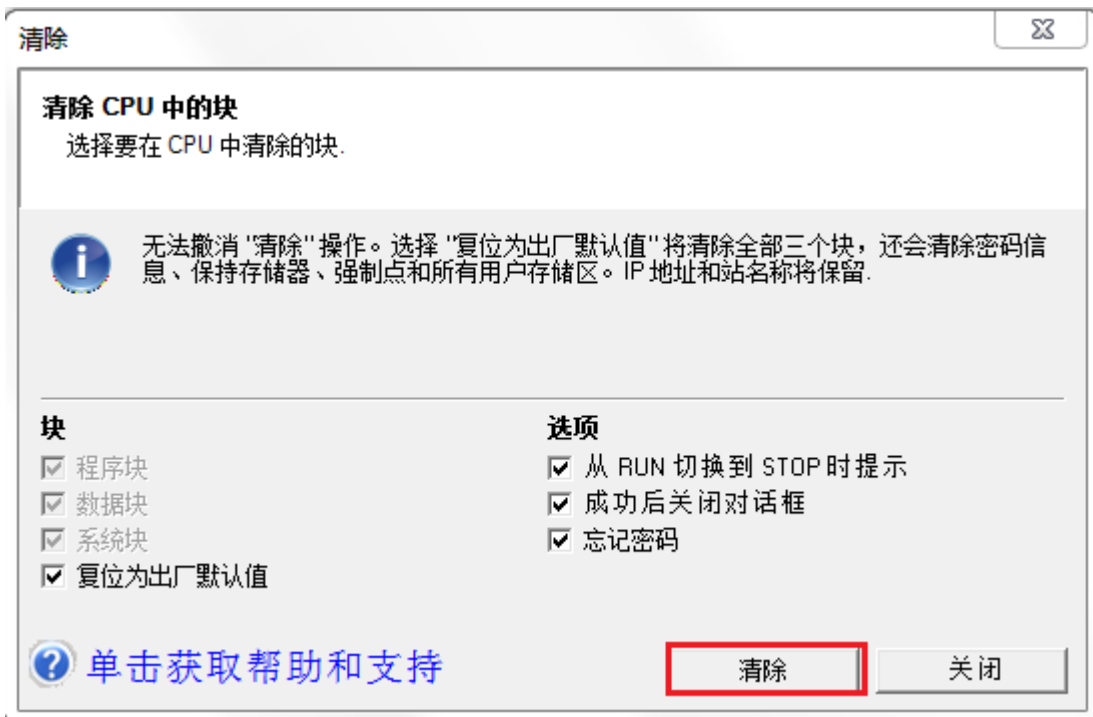 清除
清除 CPU 中的块
选择要在 CPU 中清除的块.
无法撤消 "清除" 操作。选择 "复位为出厂默认值" 将清除全部三个块，还会清除密码信
息、保持存储器、强制点和所有用户存储区。IP 地址和站名称将保留.
块
选项
程序块
从 RUN 切换到 STOP 时提示
数据块
成功后关闭对话框
系统块
忘记密码
复位为出厂默认值
单击获取帮助和支持
清除
关闭